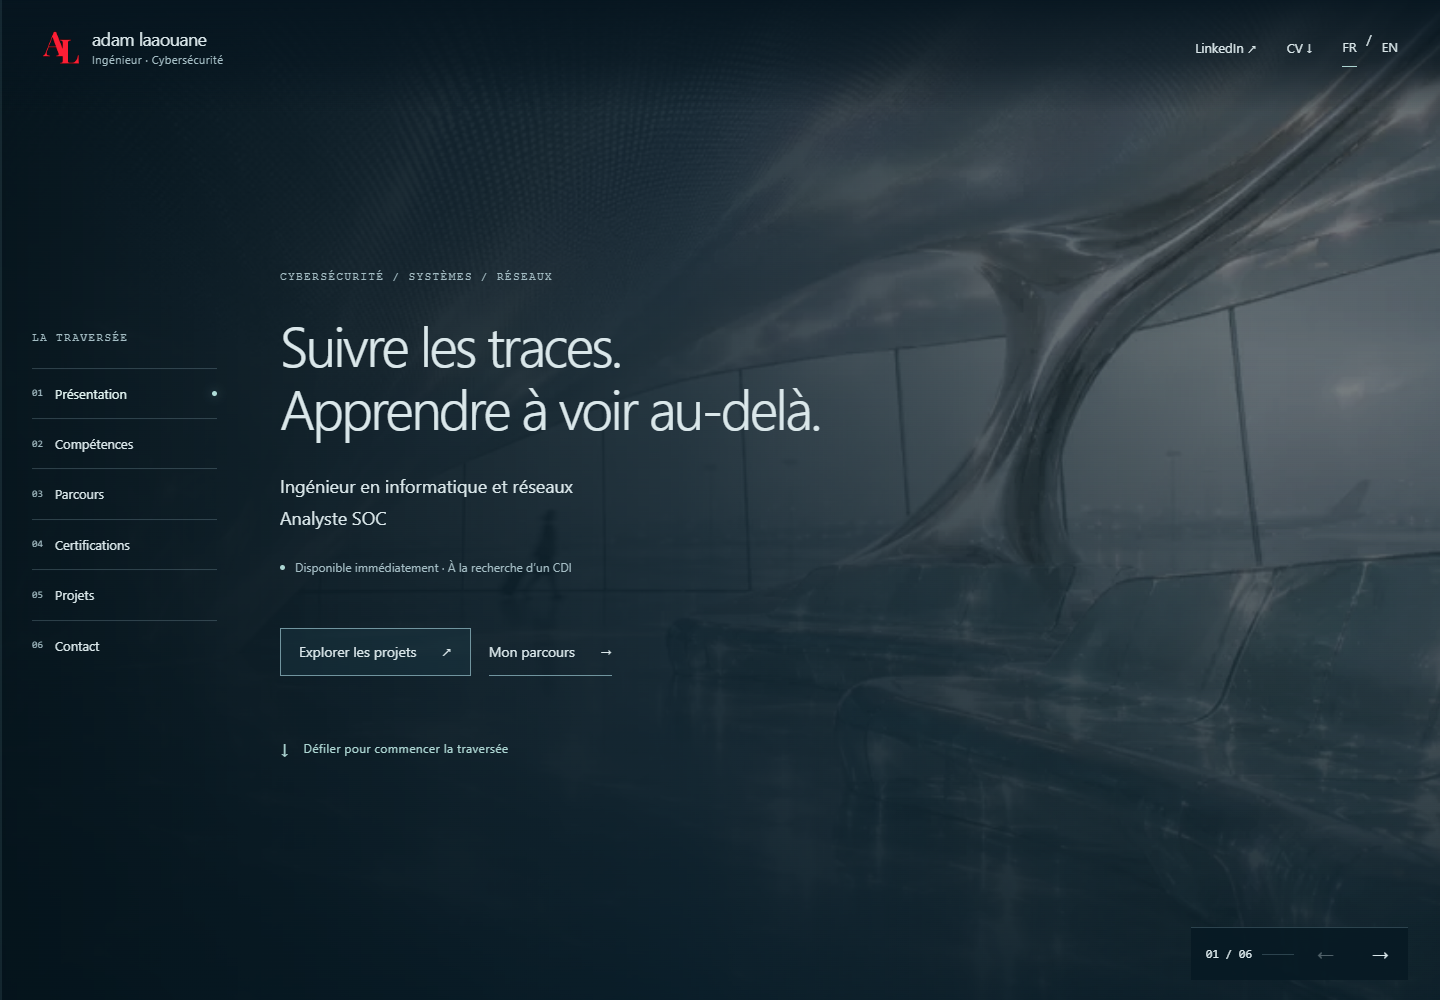 AL
adam laaouane
Ingénieur · Cybersécurité
LinkedIn ↗
CV ↓
FR / EN
CYBERSÉCURITÉ / SYSTÈMES / RÉSEAUX
Suivre les traces.
Apprendre à voir au-delà.
Ingénieur en informatique et réseaux
Analyste SOC
• Disponible immédiatement · À la recherche d'un CDI
Explorer les projets ↗
Mon parcours →
↓ Défiler pour commencer la traversée
LA TRAVERSÉE
01 Présentation
02 Compétences
03 Parcours
04 Certifications
05 Projets
06 Contact
01 / 06 ← →